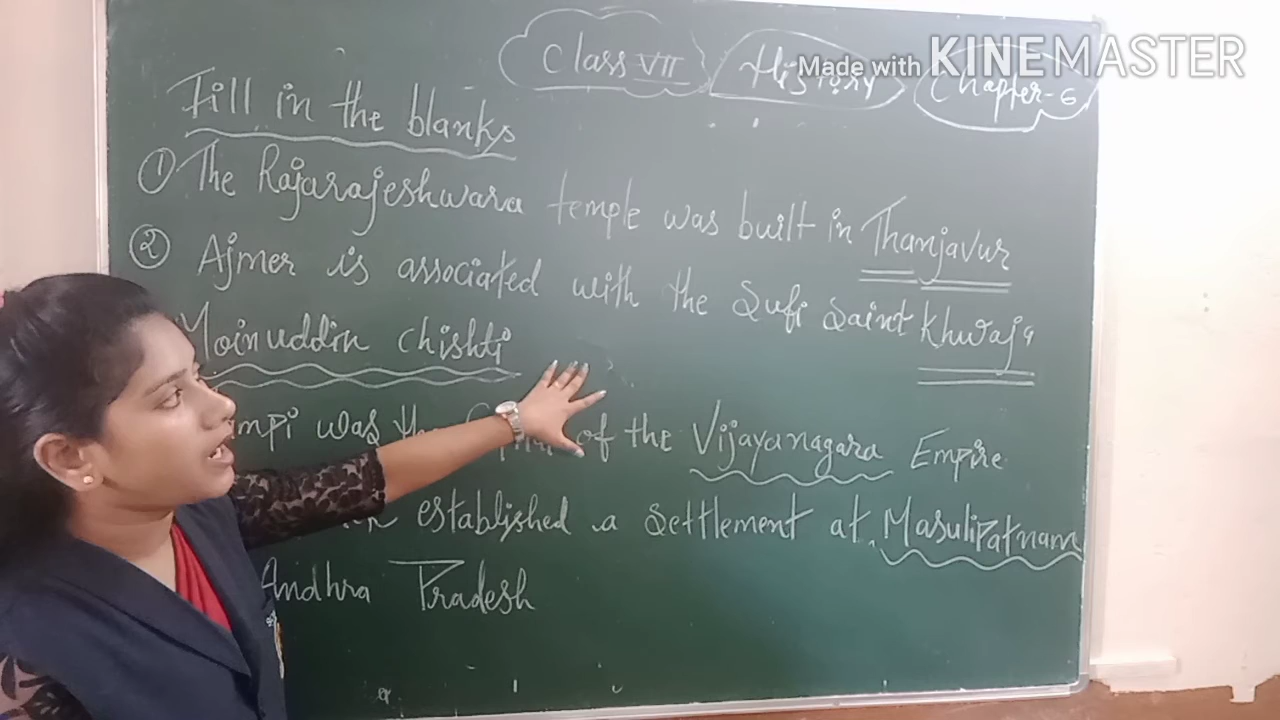 Class VII History Chapter-6
Made with KINEMASTER
Fill in the blanks
① The Rajarajeshwara temple was built in Thanjavur
② Ajmer is associated with the Sufi Saint Khwaja
Moinuddin chishti
was the of the Vijayanagara Empire
established a settlement at Masulipatnam
Andhra Pradesh